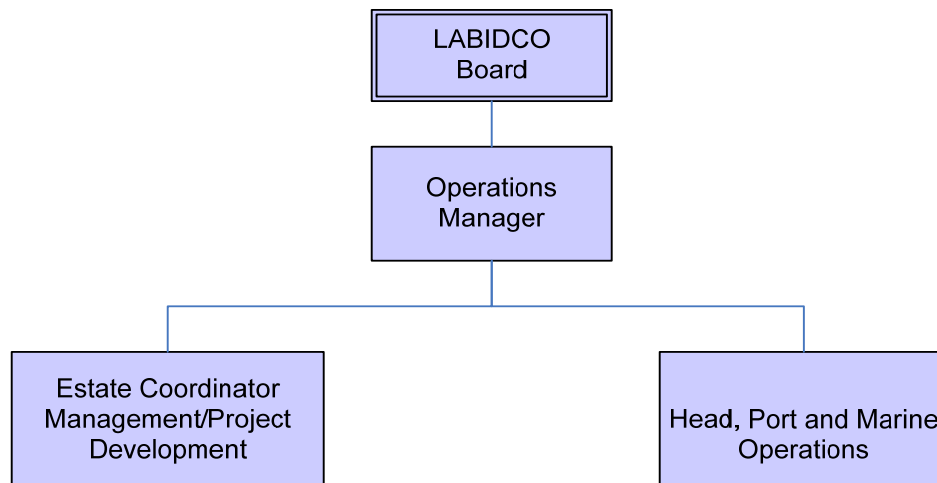 LABIDCO
Board
Operations
Manager
Estate Coordinator
Management/Project
Development
Head, Port and Marine
Operations